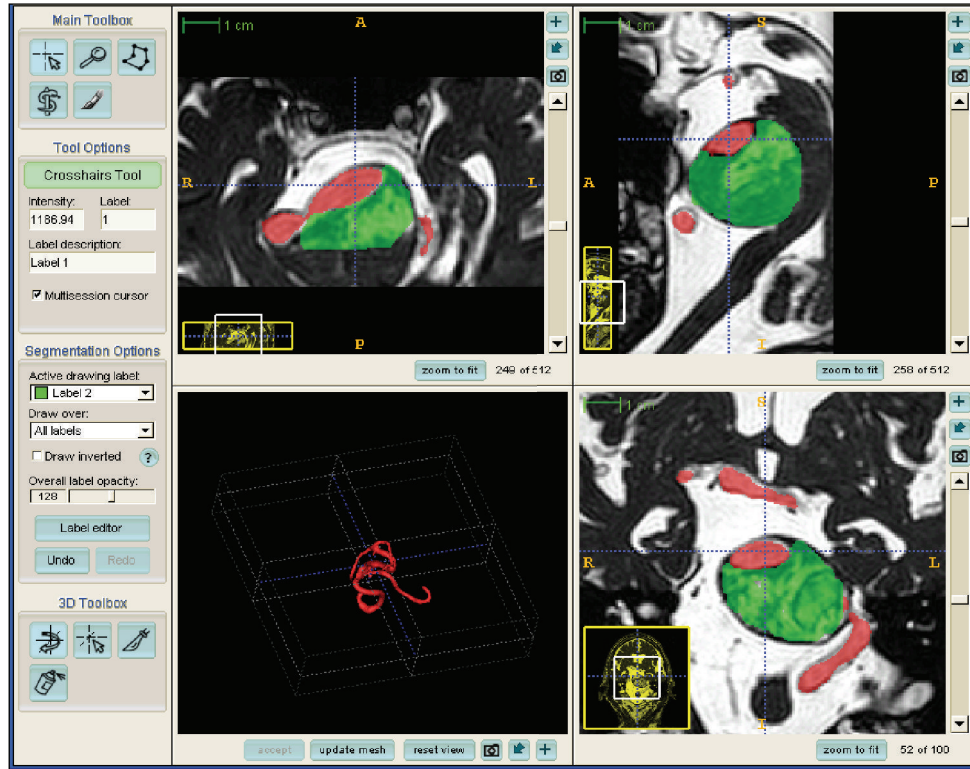 Main Toolbox
Tool Options
Crosshairs Tool
Intensity: Label:
1186.94 1
Label description:
Label 1
Multisession cursor
Segmentation Options
Active drawing label:
Label 2
Draw over:
All labels
Draw inverted ?
Overall label opacity:
128
Label editor
Undo Redo
3D Toolbox
1 cm
A
R
L
P
zoom to fit 249 of 512
1 cm
S
A
P
I
zoom to fit 258 of 512
accept update mesh reset view
1 cm
S
R
L
I
zoom to fit 52 of 100